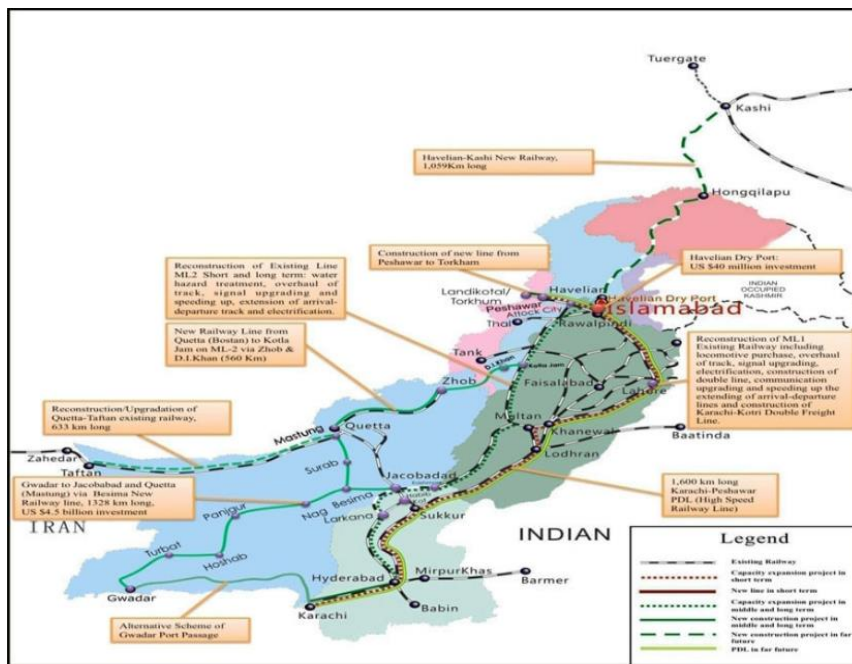 Tuergate
Kashi
Havelian-Kashi New Railway,
1,059Km long
Hongqilapu
Reconstruction of Existing Line
ML2 Short and long term: water
hazard treatment, overhaul of
track, signal upgrading and
speeding up, extension of arrival-
departure track and electrification.
Construction of new line from
Peshawar to Torkham
Havelian Dry Port:
US $40 million investment
INDIAN
OCCUPIED
KASHMIR
Landikotal/
Torkhum
Havelian
Havelian Dry Port
Peshawar
Attock City
Islamabad
Rawalpindi
Thal
New Railway Line from
Quetta (Bostan) to Kotla
Jam on ML-2 via Zhob &
D.I.Khan (560 Km)
Tank
D.I.Khan
Kotla Jam
Faisalabad
Lahore
Reconstruction of ML1
Existing Railway including
locomotive purchase, overhaul
of track, signal upgrading,
electrification, construction of
double line, communication
upgrading and speeding up the
extending of arrival-departure
lines and construction of
Karachi-Kotri Double Freight
Line.
Zhob
Reconstruction/Upgradation of
Quetta-Taftan existing railway,
633 km long
Mastung
Quetta
Multan
Khanewal
Baatinda
Lodhran
Zahedar
Taftan
Surab
Jacobadad
Gwadar to Jacobabad and Quetta
(Mastung) via Besima New
Railway line, 1328 km long,
US $4.5 billion investment
IRAN
Panjgur
Nag
Besima
Larkana
Habib
Kot
Sukkur
1,600 km long
Karachi-Peshawar
PDL (High Speed
Railway Line)
INDIAN
Turbat
Hoshab
Gwadar
Hyderabad
MirpurKhas
Barmer
Babin
Karachi
Alternative Scheme of
Gwadar Port Passage
Legend
Existing Railway
Capacity expansion project in
short term
New line in short term
Capacity expansion project in
middle and long term
New construction project in
middle and long term
New construction project in far
future
PDL in far future